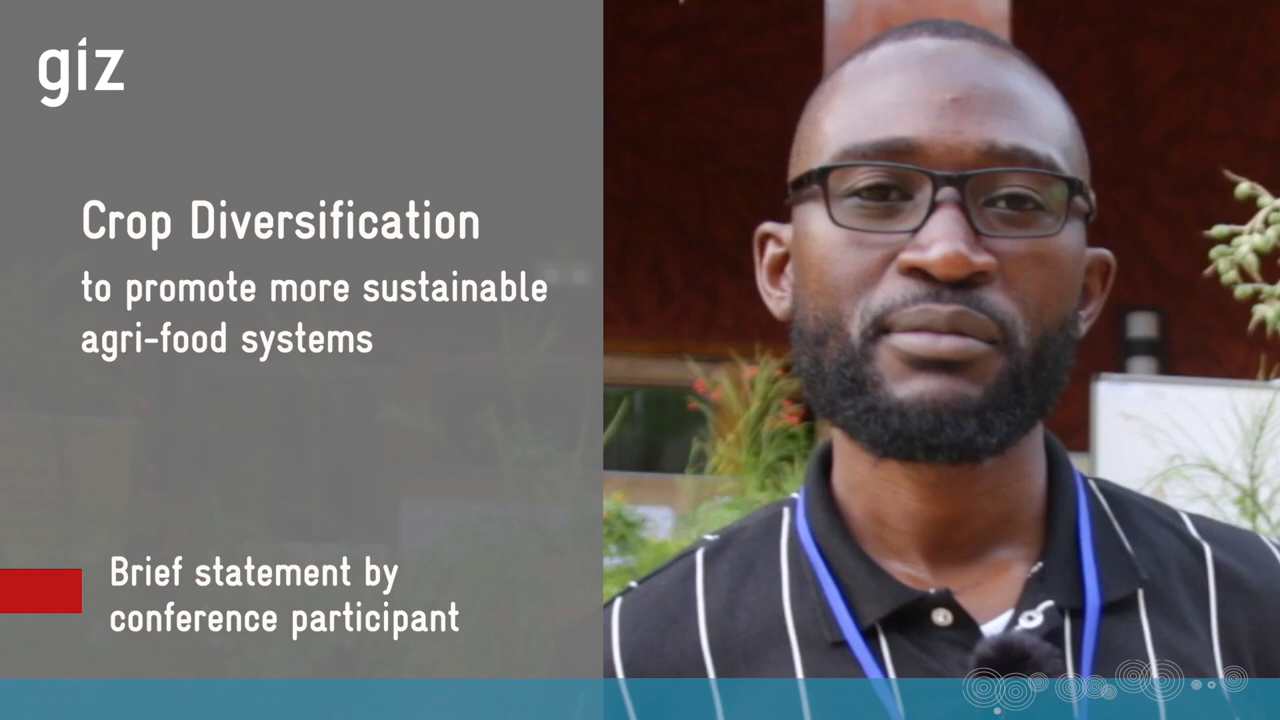 giz
Crop Diversification
to promote more sustainable
agri-food systems
Brief statement by
conference participant